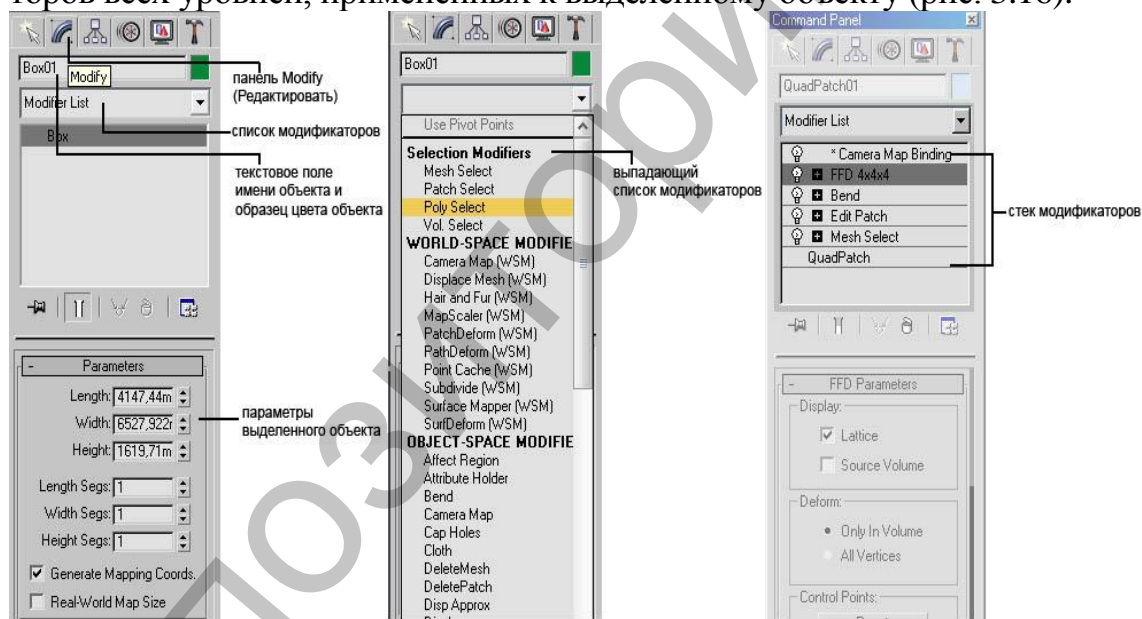 торов всех уровней, примененных к выделенному объекту (рис. 3.16).
Box01
Modify
Modifier List
Box
панель Modify
(Редактировать)
список модификаторов
текстовое поле
имени объекта и
образец цвета объекта
Parameters
Length: 4147,44m
Width: 6527,922r
Height: 1619,71m
Length Segs: 1
Width Segs: 1
Height Segs: 1
Generate Mapping Coords.
Real-World Map Size
параметры
выделенного объекта
Box01
Use Pivot Points
Selection Modifiers
Mesh Select
Patch Select
Poly Select
Vol. Select
WORLD-SPACE MODIFIE
Camera Map (WSM)
Displace Mesh (WSM)
Hair and Fur (WSM)
MapScaler (WSM)
PatchDeform (WSM)
PathDeform (WSM)
Point Cache (WSM)
Subdivide (WSM)
Surface Mapper (WSM)
SurfDeform (WSM)
OBJECT-SPACE MODIFIE
Affect Region
Attribute Holder
Bend
Camera Map
Cap Holes
Cloth
DeleteMesh
DeletePatch
Disp Approx
выпадающий
список модификаторов
Command Panel
QuadPatch01
Modifier List
* Camera Map Binding
FFD 4x4x4
Bend
Edit Patch
Mesh Select
QuadPatch
стек модификаторов
FFD Parameters
Display:
Lattice
Source Volume
Deform:
Only In Volume
All Vertices
Control Points: